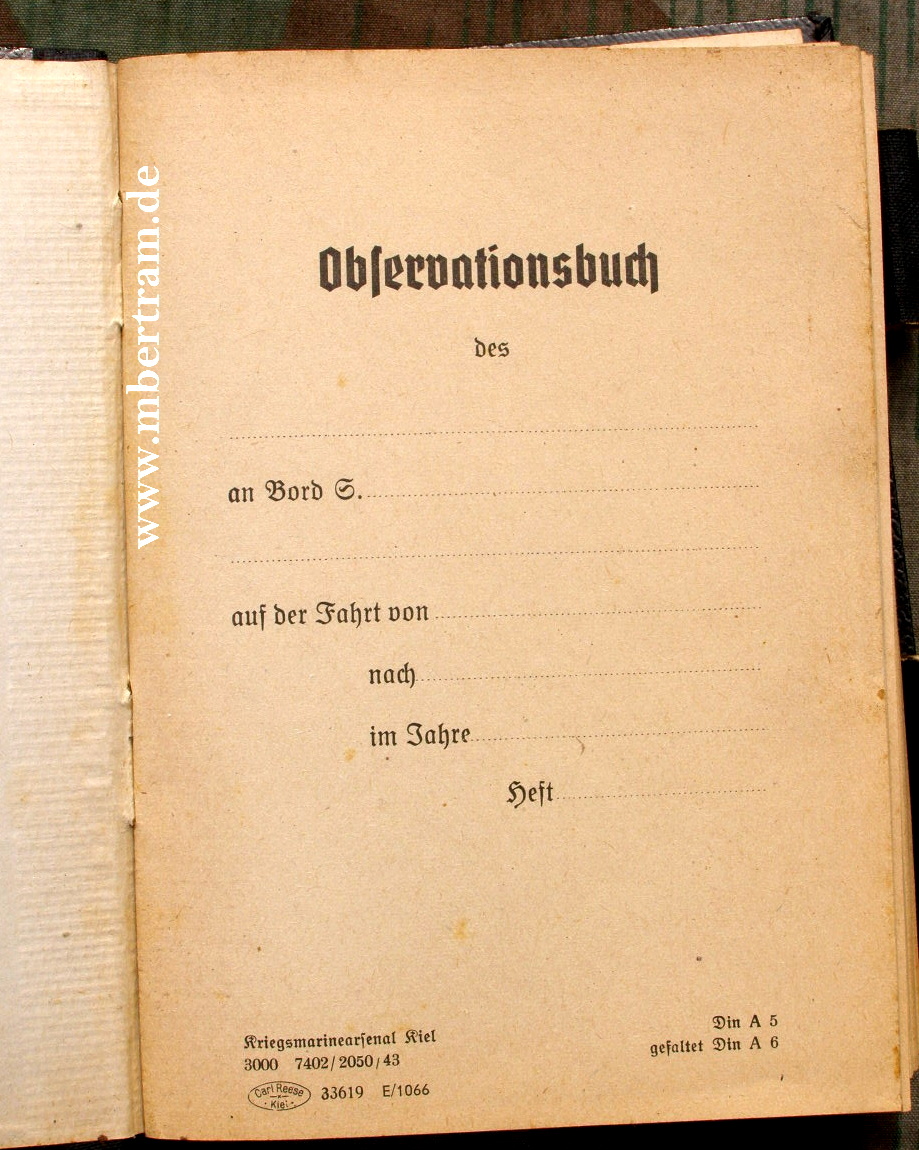 Observationsbuch
des
an Bord S.
auf der Fahrt von
nach
im Jahre
Heft
Kriegsmarinearsenal Kiel
3000 7402/2050/43
Carl Reese
Kiel
33619 E/1066
Din A 5
gefaltet Din A 6
www.mbertram.de